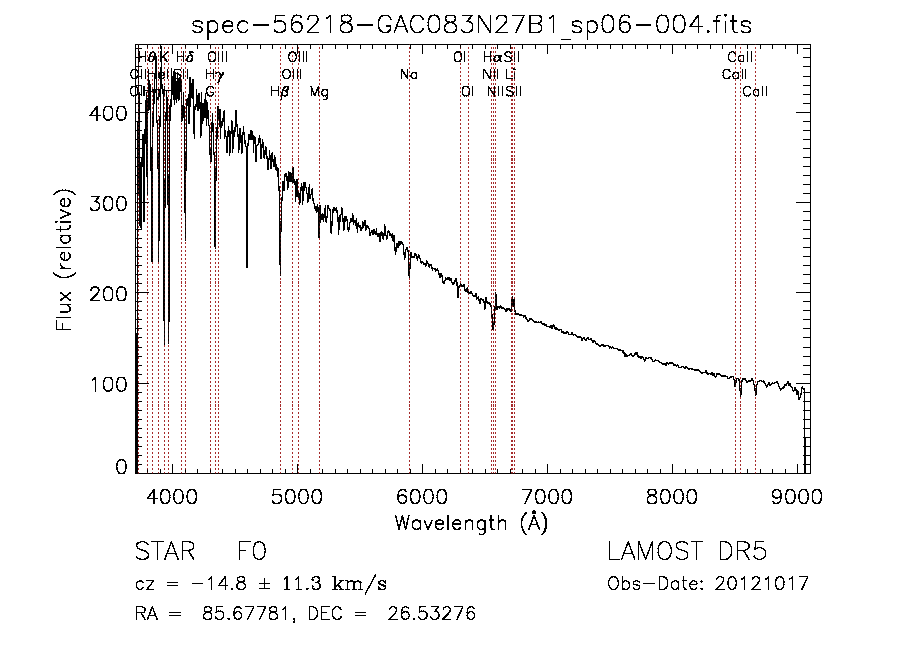 spec-56218-GAC083N27B1_sp06-004.fits
Hδ OIII OIII OI Hα SII CaII
Hγ OIII NII Li CaII
G Hβ Mg Na OI NII SII CaII
400
300
200
100
0
Flux (relative)
4000 5000 6000 7000 8000 9000
Wavelength (Å)
STAR F0 LAMOST DR5
cz = -14.8 ± 11.3 km/s Obs-Date: 20121017
RA = 85.67781, DEC = 26.53276